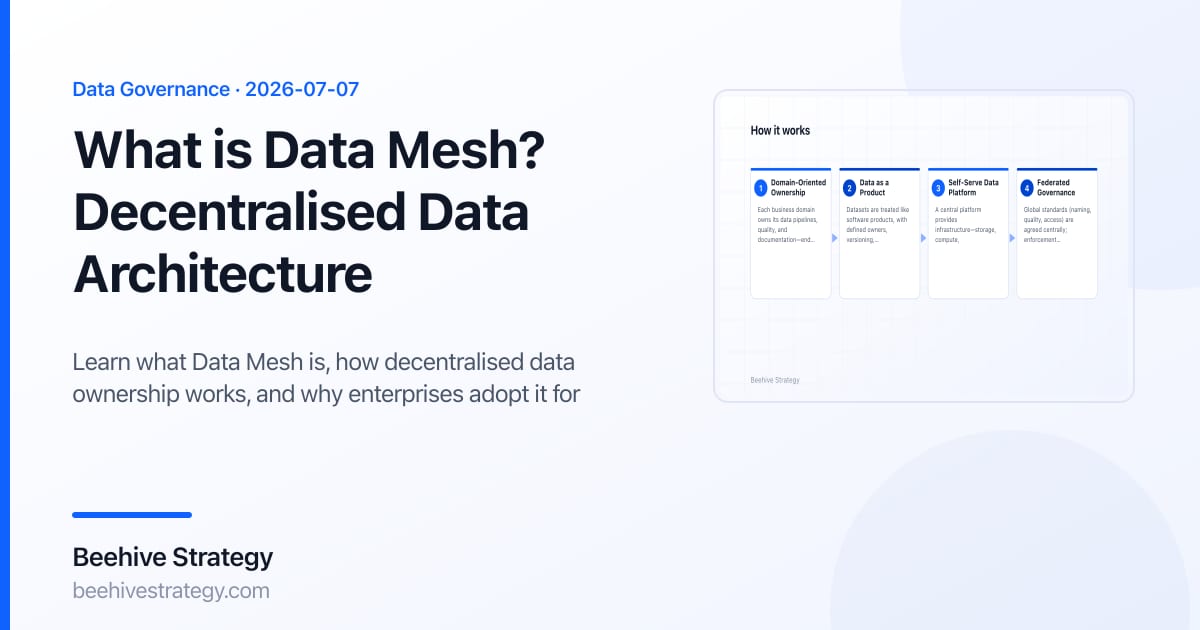 Data Governance · 2026-07-07
What is Data Mesh?
Decentralised Data
Architecture
Learn what Data Mesh is, how decentralised data
ownership works, and why enterprises adopt it for
Beehive Strategy
beehivestrategy.com
How it works
1
Domain-Oriented
Ownership
Each business domain
owns its data pipelines,
quality, and
documentation—end...
2
Data as a
Product
Datasets are treated like
software products, with
defined owners,
versioning,...
3
Self-Serve Data
Platform
A central platform
provides
infrastructure—storage,
compute,
4
Federated
Governance
Global standards (naming,
quality, access) are
agreed centrally;
enforcement...
Beehive Strategy